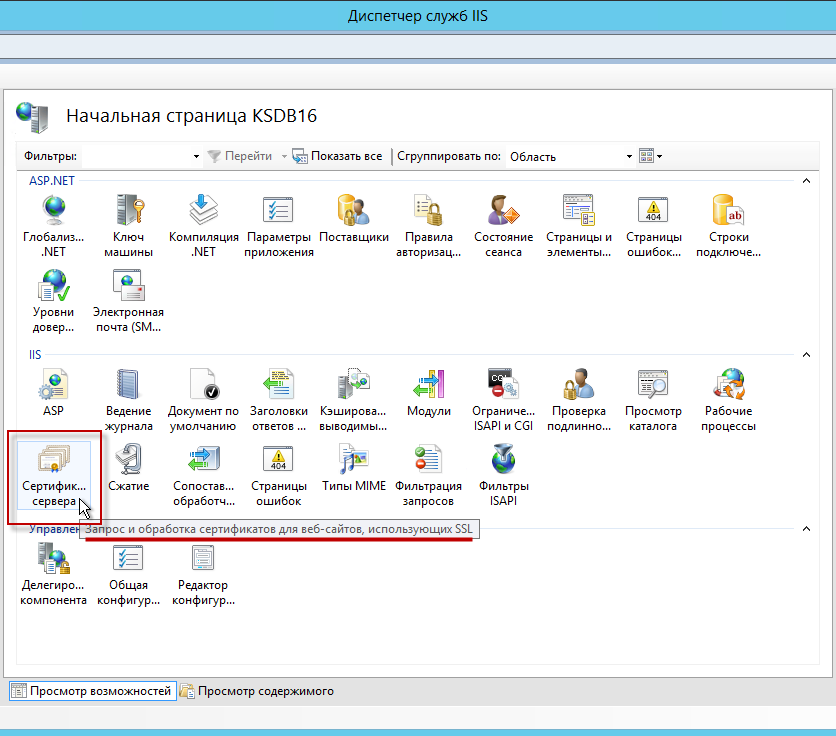 Диспетчер служб IIS
Начальная страница KSDB16
Фильтры: Перейти Показать все Сгруппировать по: Область
ASP.NET
Глобализ... Ключ Компиляция Параметры Поставщики Правила Состояние Страницы и Страницы Строки
.NET машины .NET приложения авторизац... сеанса элементы... ошибок... подключе...
Уровни Электронная
довер... почта (SM...
IIS
ASP Ведение Документ по Заголовки Кэширова... Модули Ограниче... Проверка Просмотр Рабочие
журнала умолчанию ответов ... выводимы... ISAPI и CGI подлинно... каталога процессы
Сертифик... Сжатие Сопостав... Страницы Типы MIME Фильтрация Фильтры
сервера обработч... ошибок запросов ISAPI
Запрос и обработка сертификатов для веб-сайтов, использующих SSL
Делегиро... Общая Редактор
компонента конфигур... конфигур...
Просмотр возможностей Просмотр содержимого